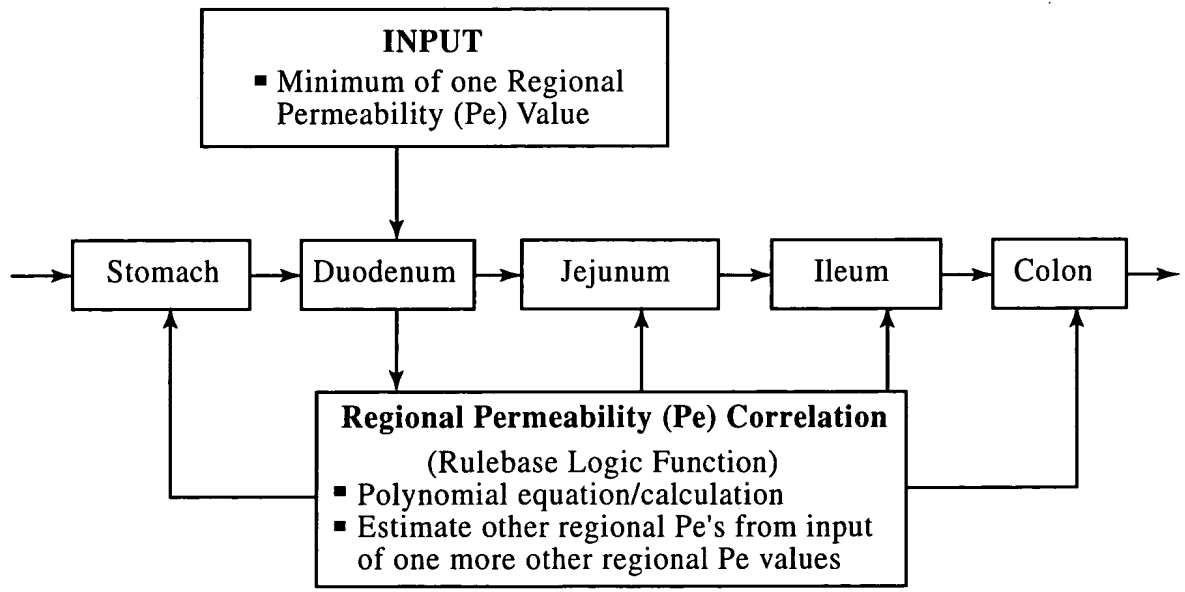 INPUT
▪ Minimum of one Regional
Permeability (Pe) Value
Stomach
Duodenum
Jejunum
Ileum
Colon
Regional Permeability (Pe) Correlation
(Rulebase Logic Function)
▪ Polynomial equation/calculation
▪ Estimate other regional Pe's from input
of one more other regional Pe values